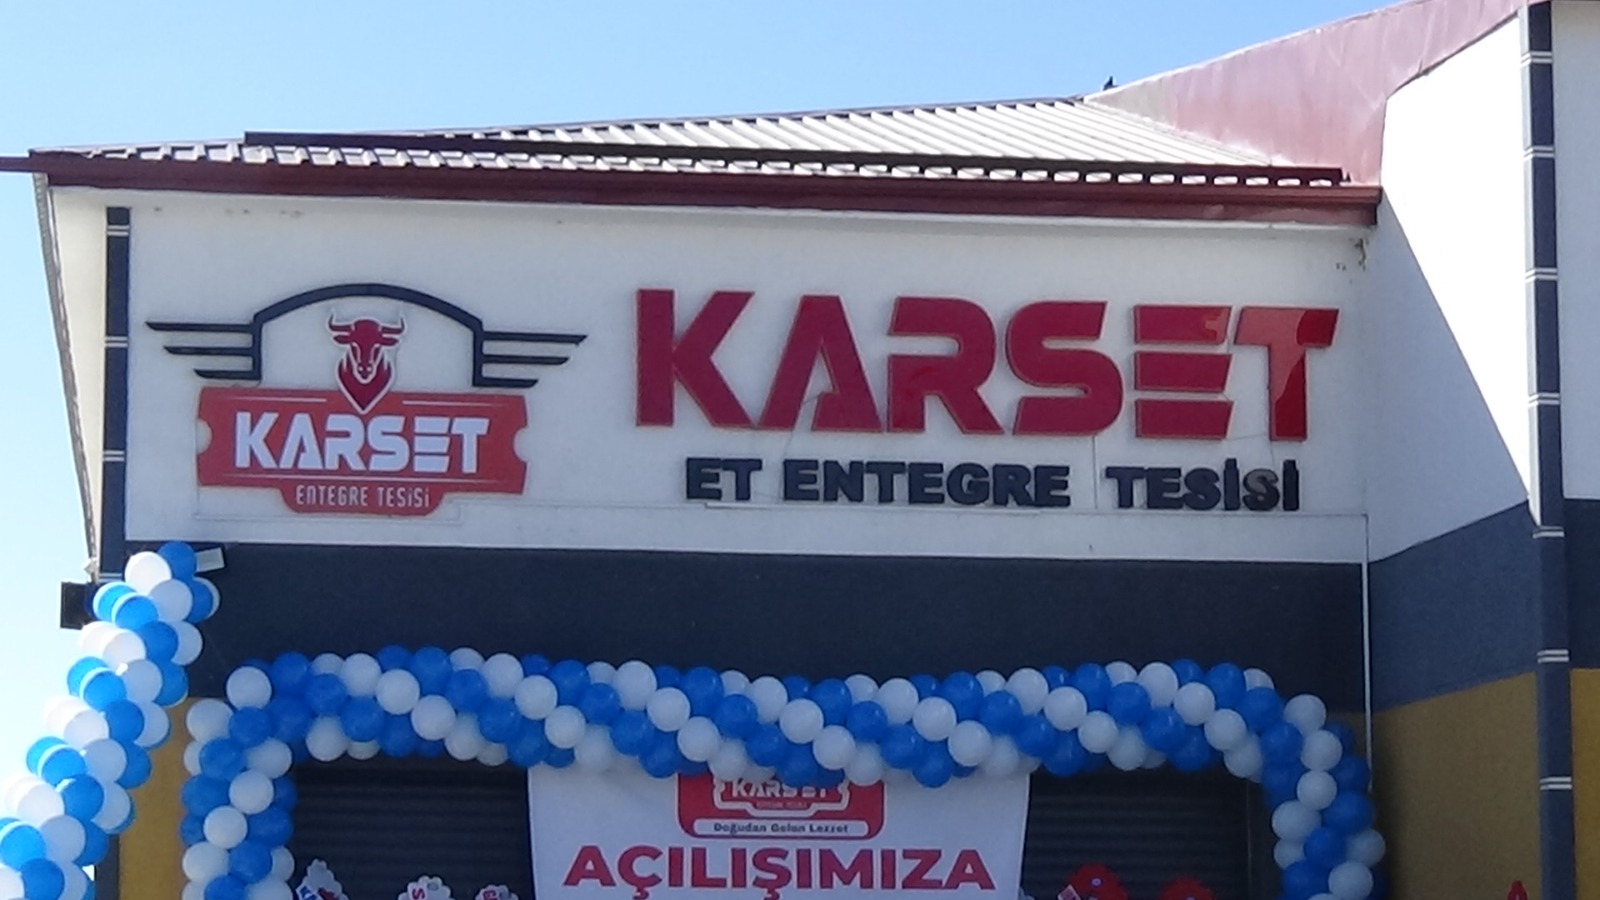 KARSET
ENTEGRE TESİSİ
KARSET
ET ENTEGRE TESİSİ
KARSET
Doğudan Gelen Lezzet
AÇILIŞIMIZA